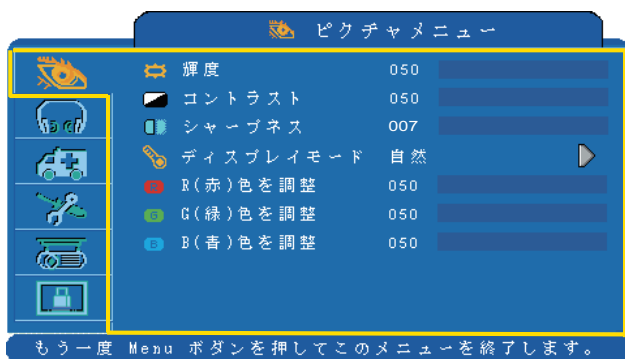 ピクチャメニュー
輝度 050
コントラスト 050
シャープネス 007
ディスプレイモード 自然
R R(赤)色を調整 050
G G(緑)色を調整 050
B B(青)色を調整 050
もう一度 Menu ボダンを押してこのメニューを終了します。